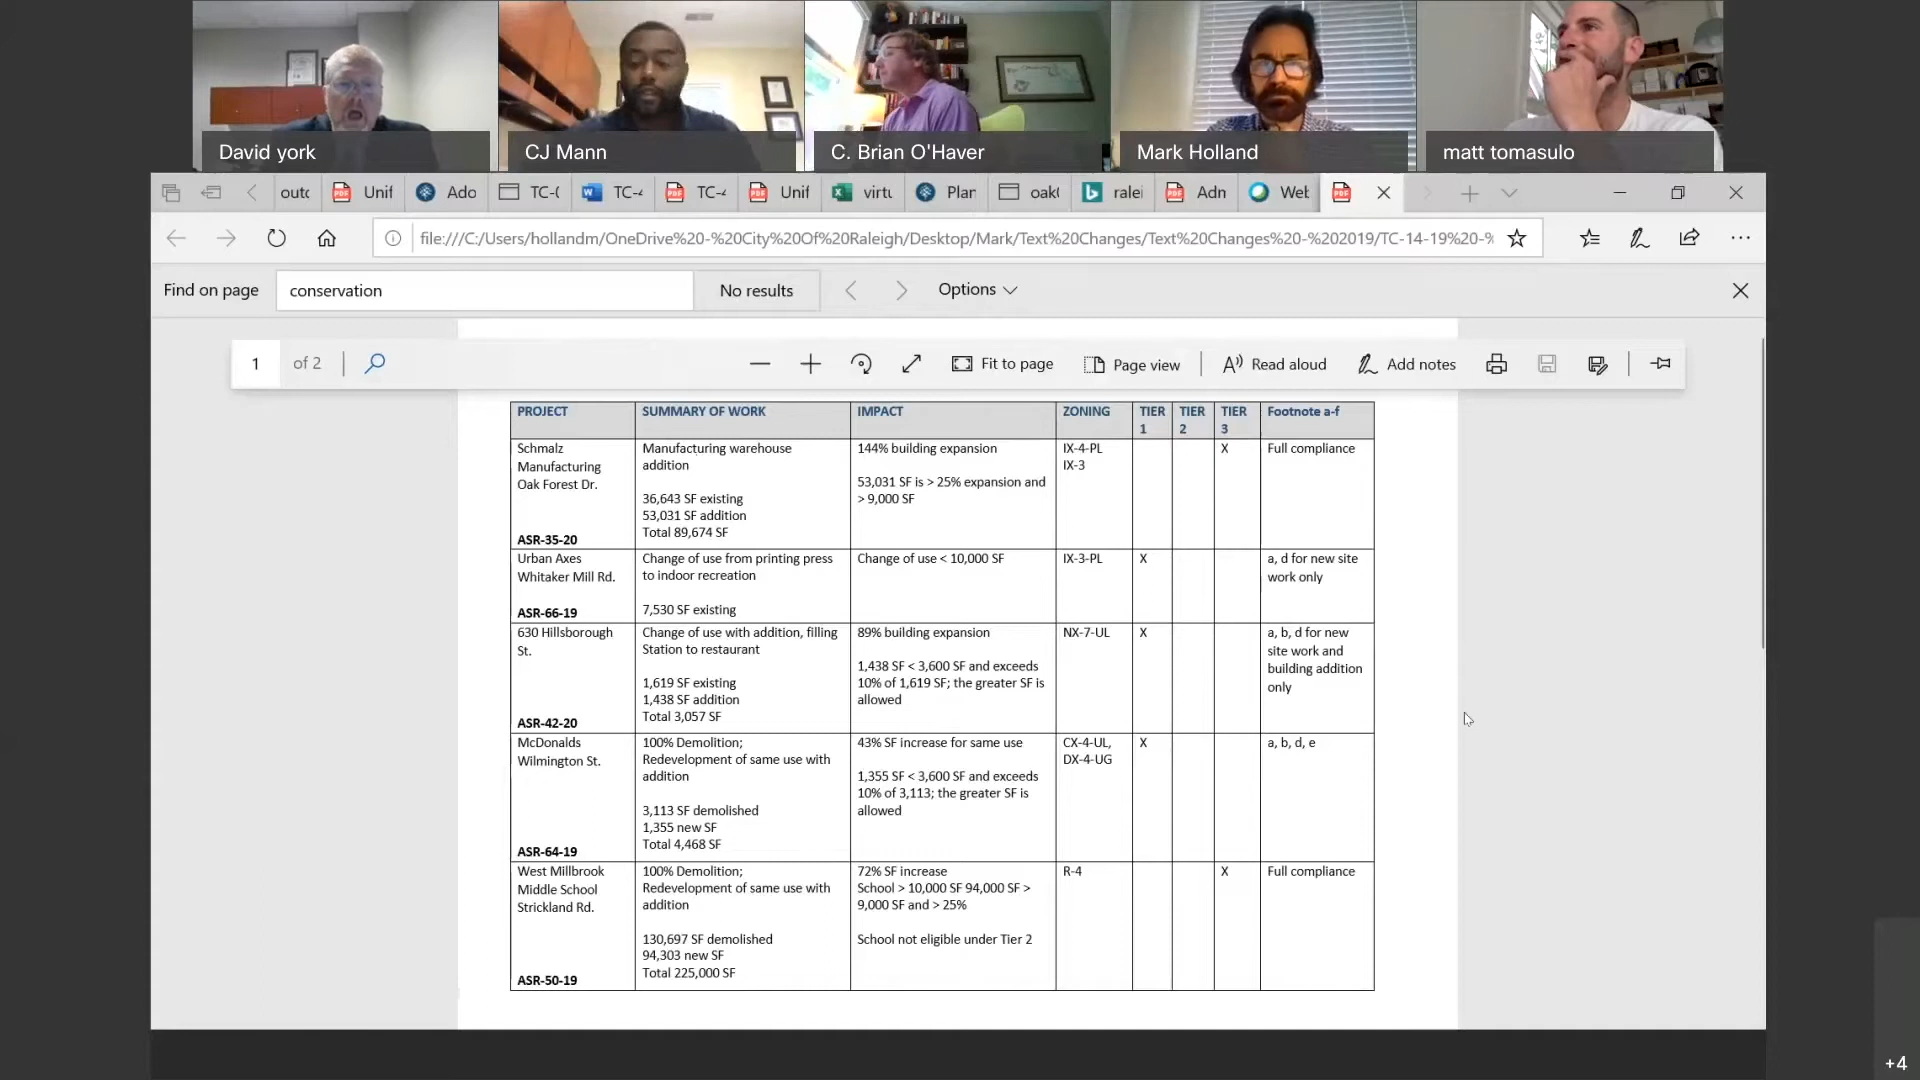 David york
CJ Mann
C. Brian O'Haver
Mark Holland
matt tomasulo
outc
Unif
Ado
TC-(
TC-4
TC-4
Unif
virtu
Plan
oak(
ralei
Adn
Web
file:///C:/Users/hollandm/OneDrive%20-%20City%20Of%20Raleigh/Desktop/Mark/Text%20Changes/Text%20Changes%20-%202019/TC-14-19%20-%
Find on page
conservation
No results
Options
1
of 2
Fit to page
Page view
Read aloud
Add notes
PROJECT
SUMMARY OF WORK
IMPACT
ZONING
TIER
1
TIER
2
TIER
3
Footnote a-f
Schmalz
Manufacturing
Oak Forest Dr.
ASR-35-20
Manufacturing warehouse
addition
36,643 SF existing
53,031 SF addition
Total 89,674 SF
144% building expansion
53,031 SF is > 25% expansion and
> 9,000 SF
IX-4-PL
IX-3
X
Full compliance
Urban Axes
Whitaker Mill Rd.
ASR-66-19
Change of use from printing press
to indoor recreation
7,530 SF existing
Change of use < 10,000 SF
IX-3-PL
X
a, d for new site
work only
630 Hillsborough
St.
ASR-42-20
Change of use with addition, filling
Station to restaurant
1,619 SF existing
1,438 SF addition
Total 3,057 SF
89% building expansion
1,438 SF < 3,600 SF and exceeds
10% of 1,619 SF; the greater SF is
allowed
NX-7-UL
X
a, b, d for new
site work and
building addition
only
McDonalds
Wilmington St.
ASR-64-19
100% Demolition;
Redevelopment of same use with
addition
3,113 SF demolished
1,355 new SF
Total 4,468 SF
43% SF increase for same use
1,355 SF < 3,600 SF and exceeds
10% of 3,113; the greater SF is
allowed
CX-4-UL,
DX-4-UG
X
a, b, d, e
West Millbrook
Middle School
Strickland Rd.
ASR-50-19
100% Demolition;
Redevelopment of same use with
addition
130,697 SF demolished
94,303 new SF
Total 225,000 SF
72% SF increase
School > 10,000 SF 94,000 SF >
9,000 SF and > 25%
School not eligible under Tier 2
R-4
X
Full compliance
+4